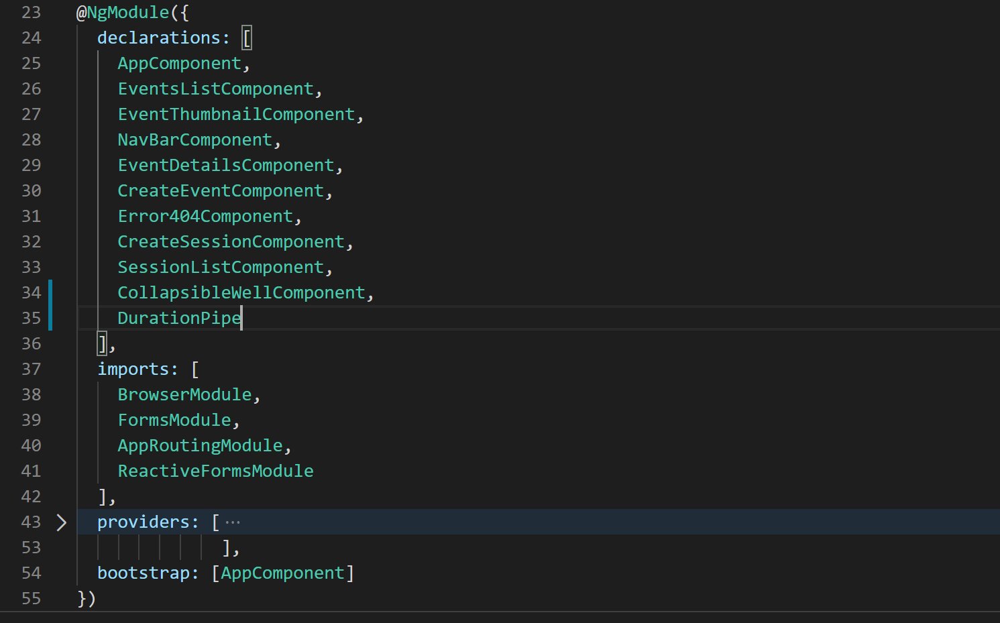 23 @NgModule({
24 declarations: [
25 AppComponent,
26 EventsListComponent,
27 EventThumbnailComponent,
28 NavBarComponent,
29 EventDetailsComponent,
30 CreateEventComponent,
31 Error404Component,
32 CreateSessionComponent,
33 SessionListComponent,
34 CollapsibleWellComponent,
35 DurationPipe
36 ],
37 imports: [
38 BrowserModule,
39 FormsModule,
40 AppRoutingModule,
41 ReactiveFormsModule
42 ],
43 providers: [ ···
53 ],
54 bootstrap: [AppComponent]
55 })